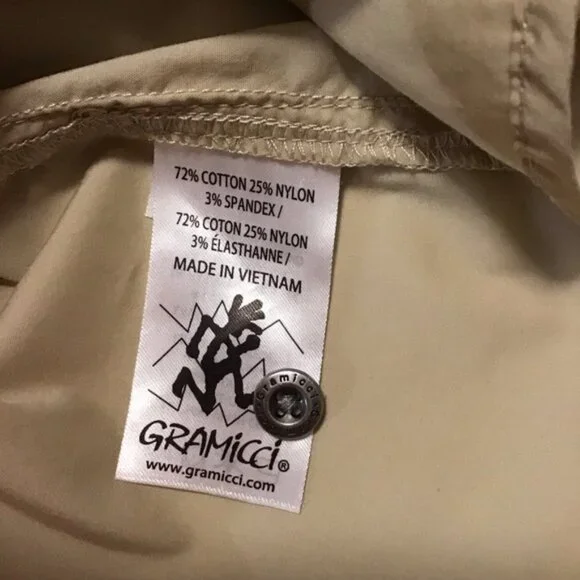 72% COTTON 25% NYLON
3% SPANDEX /
72% COTON 25% NYLON
3% ÉLASTHANNE /
MADE IN VIETNAM
gramicci
GRAMiCCi®
www.gramicci.com